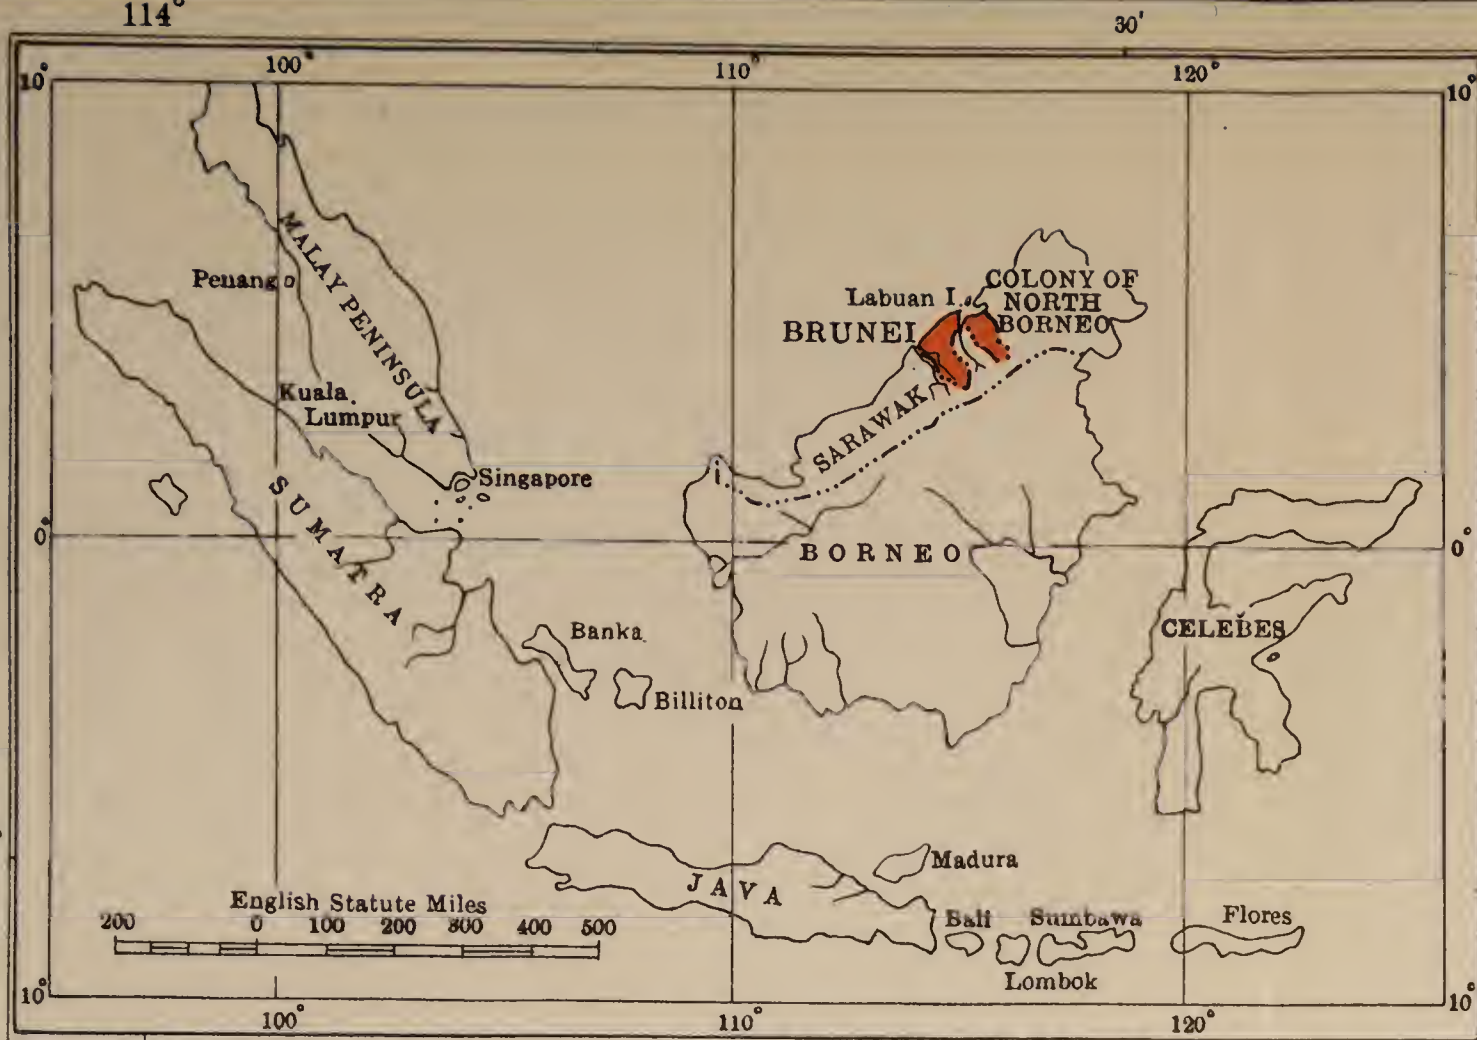 114°
30'
100°
110°
120°
10°
10°
MALAY PENINSULA
Penang
COLONY OF
NORTH
BORNEO
Labuan I.
BRUNEI
Kuala
Lumpur
SARAWAK
Singapore
SUMATRA
0°
0°
BORNEO
Banka
CELEBES
Billiton
Madura
JAVA
English Statute Miles
200 0 100 200 300 400 500
Bali
Sumbawa
Flores
Lombok
10°
10°
100°
110°
120°